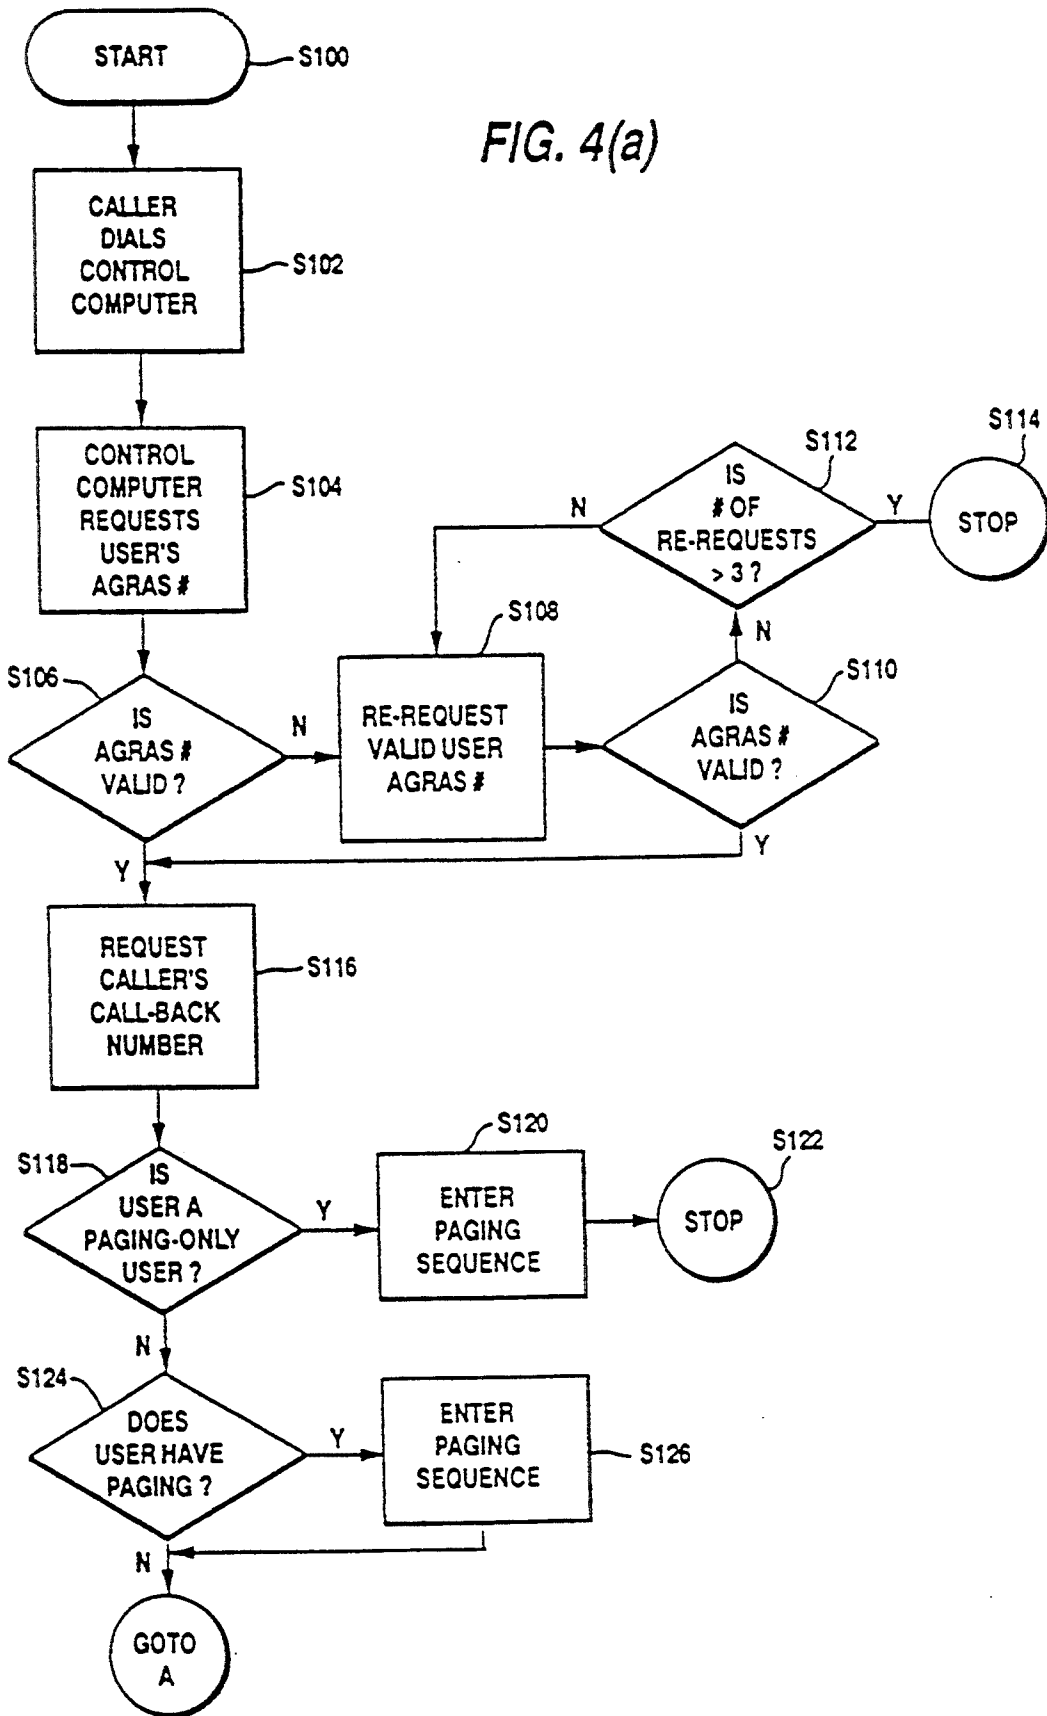 START
S100
FIG. 4(a)
CALLER
DIALS
CONTROL
COMPUTER
S102
CONTROL
COMPUTER
REQUESTS
USER'S
AGRAS #
S104
IS
# OF
RE-REQUESTS
> 3 ?
S112
N
Y
STOP
S114
S106
IS
AGRAS #
VALID ?
N
Y
RE-REQUEST
VALID USER
AGRAS #
S108
IS
AGRAS #
VALID ?
S110
N
Y
REQUEST
CALLER'S
CALL-BACK
NUMBER
S116
S118
IS
USER A
PAGING-ONLY
USER ?
Y
N
ENTER
PAGING
SEQUENCE
S120
STOP
S122
S124
DOES
USER HAVE
PAGING ?
Y
N
ENTER
PAGING
SEQUENCE
S126
GOTO
A